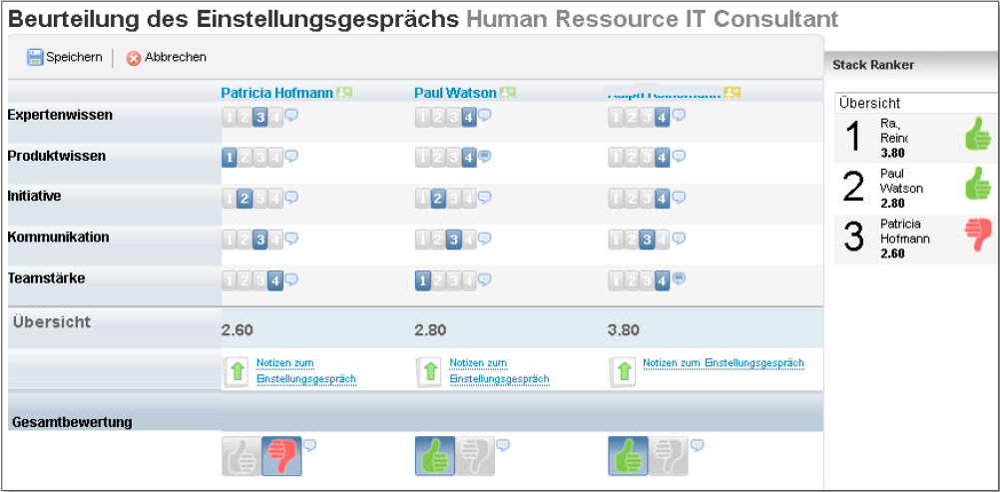 Beurteilung des Einstellungsgesprächs Human Ressource IT Consultant
Speichern Abbrechen
Patricia Hofmann Paul Watson
Expertenwissen 1 2 3 4 1 2 3 4 1 2 3 4
Produktwissen 1 2 3 4 1 2 3 4 1 2 3 4
Initiative 1 2 3 4 1 2 3 4 1 2 3 4
Kommunikation 1 2 3 4 1 2 3 4 1 2 3 4
Teamstärke 1 2 3 4 1 2 3 4 1 2 3 4
Übersicht 2.60 2.80 3.80
Notizen zum Notizen zum Notizen zum Einstellungsgespräch
Einstellungsgespräch Einstellungsgespräch
Gesamtbewertung
Stack Ranker
Übersicht
1
3.80
2 Paul
Watson
2.80
3 Patricia
Hofmann
2.60